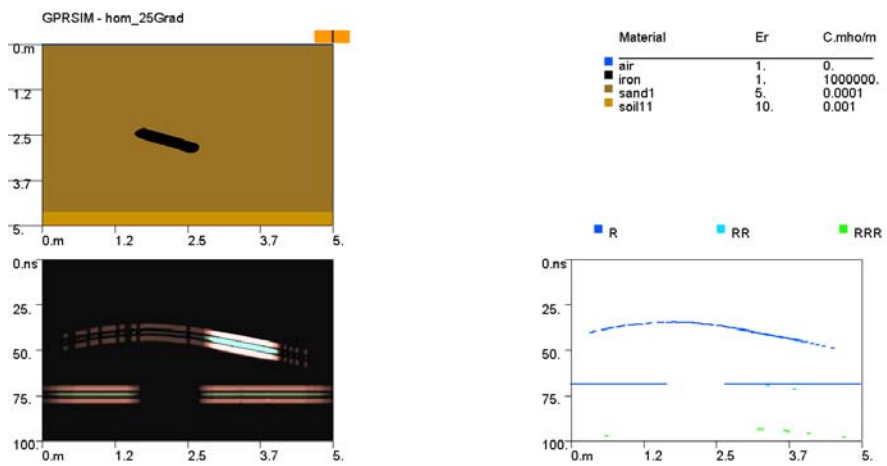 GPRSIM - hom_25Grad
0.m
1.2
2.5
3.7
5.
0.m 1.2 2.5 3.7 5.
Material Er C.mho/m
air 1. 0.
iron 1. 1000000.
sand1 5. 0.0001
soil11 10. 0.001
R RR RRR
0.ns
25.
50.
75.
100.
0.m 1.2 2.5 3.7 5.
0.ns
25.
50.
75.
100.
0.m 1.2 2.5 3.7 5.